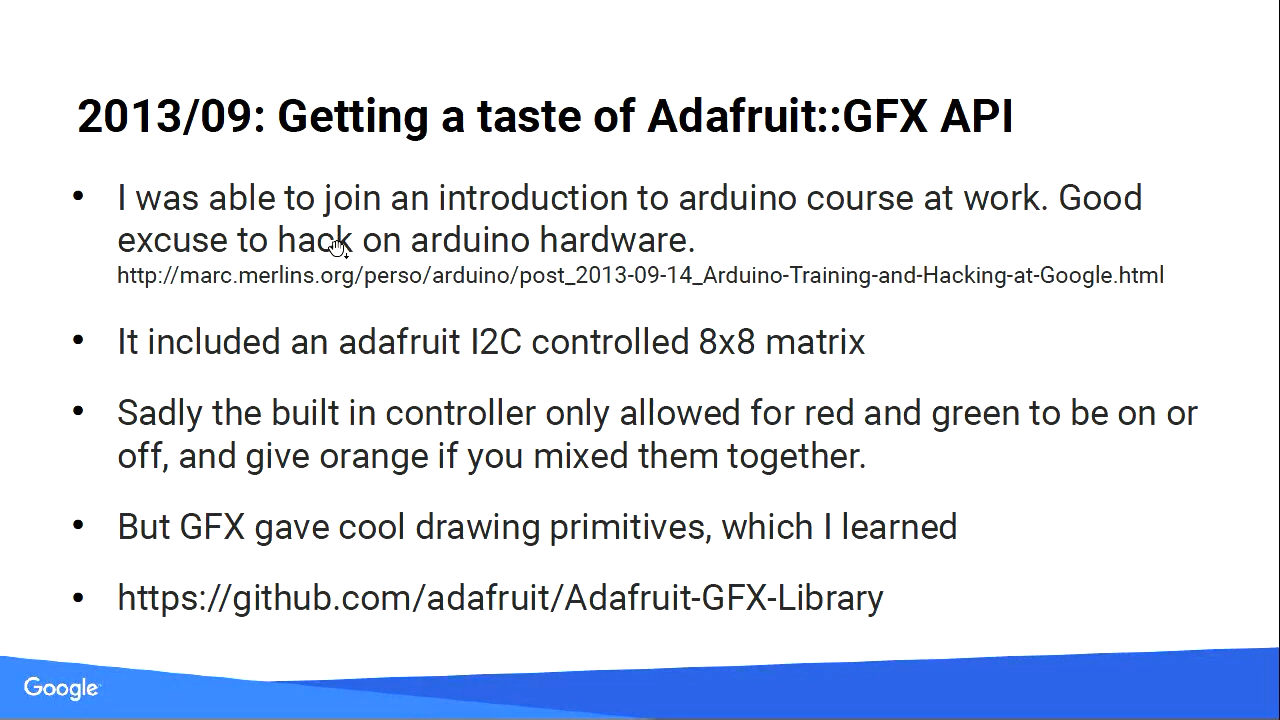 2013/09: Getting a taste of Adafruit::GFX API
• I was able to join an introduction to arduino course at work. Good
excuse to hack on arduino hardware.
http://marc.merlins.org/perso/arduino/post_2013-09-14_Arduino-Training-and-Hacking-at-Google.html
• It included an adafruit I2C controlled 8x8 matrix
• Sadly the built in controller only allowed for red and green to be on or
off, and give orange if you mixed them together.
• But GFX gave cool drawing primitives, which I learned
• https://github.com/adafruit/Adafruit-GFX-Library
Google